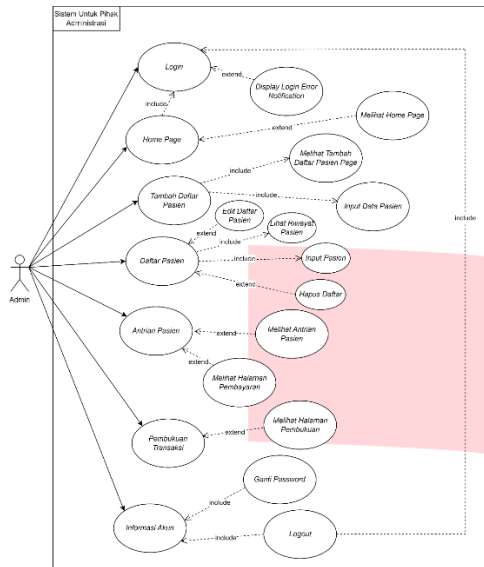 Sistem Untuk Pihak
Administrasi
Login
extend
Display Login Error
Notification
include
Home Page
extend
Melihat Home Page
Melihat Tambah
Daftar Pasien Page
include
Tambah Daftar
Pasien
include
Input Data Pasien
include
Edit Daftar
Pasien
extend
Lihat Riwayat
Pasien
include
Daftar Pasien
include
Input Pasien
extend
Hapus Daftar
Admin
Antrian Pasien
extend
Melihat Antrian
Pasien
extend
Melihat Halaman
Pembayaran
Melihat Halaman
Pembukuan
extend
Pembukuan
Transaksi
Ganti Password
include
Informasi Akun
include
Logout